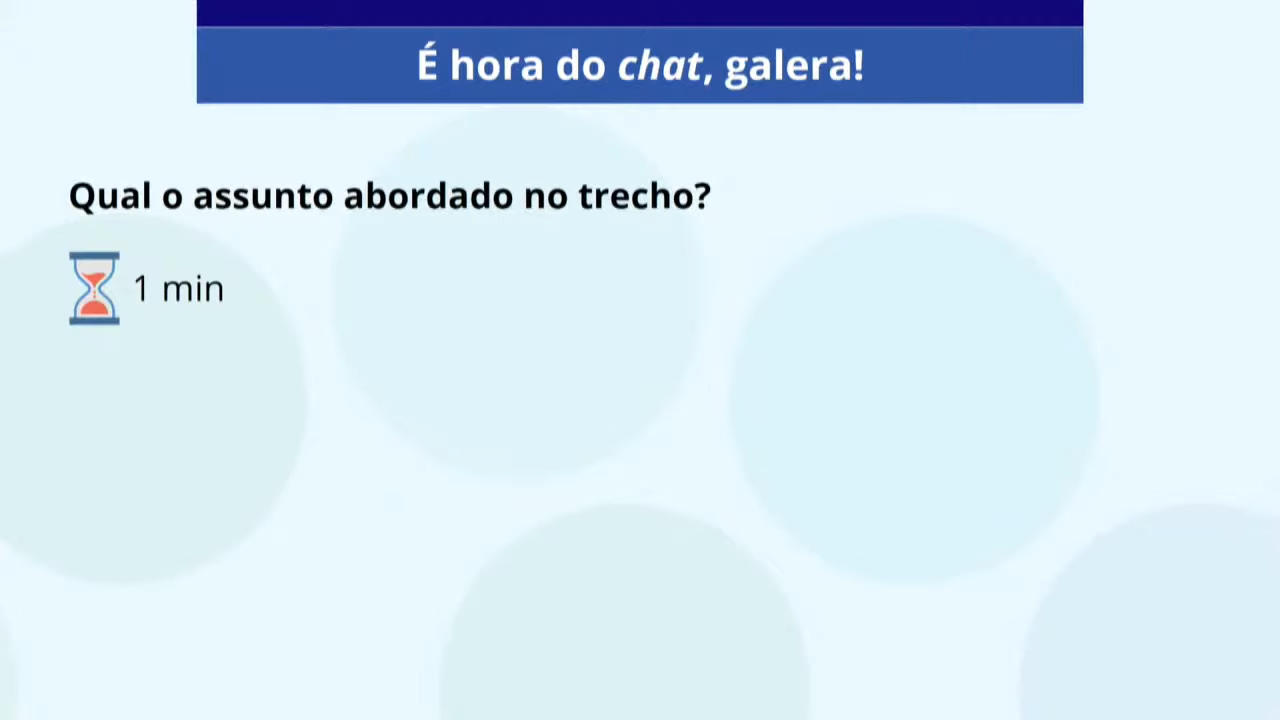 É hora do chat, galera!
Qual o assunto abordado no trecho?
1 min